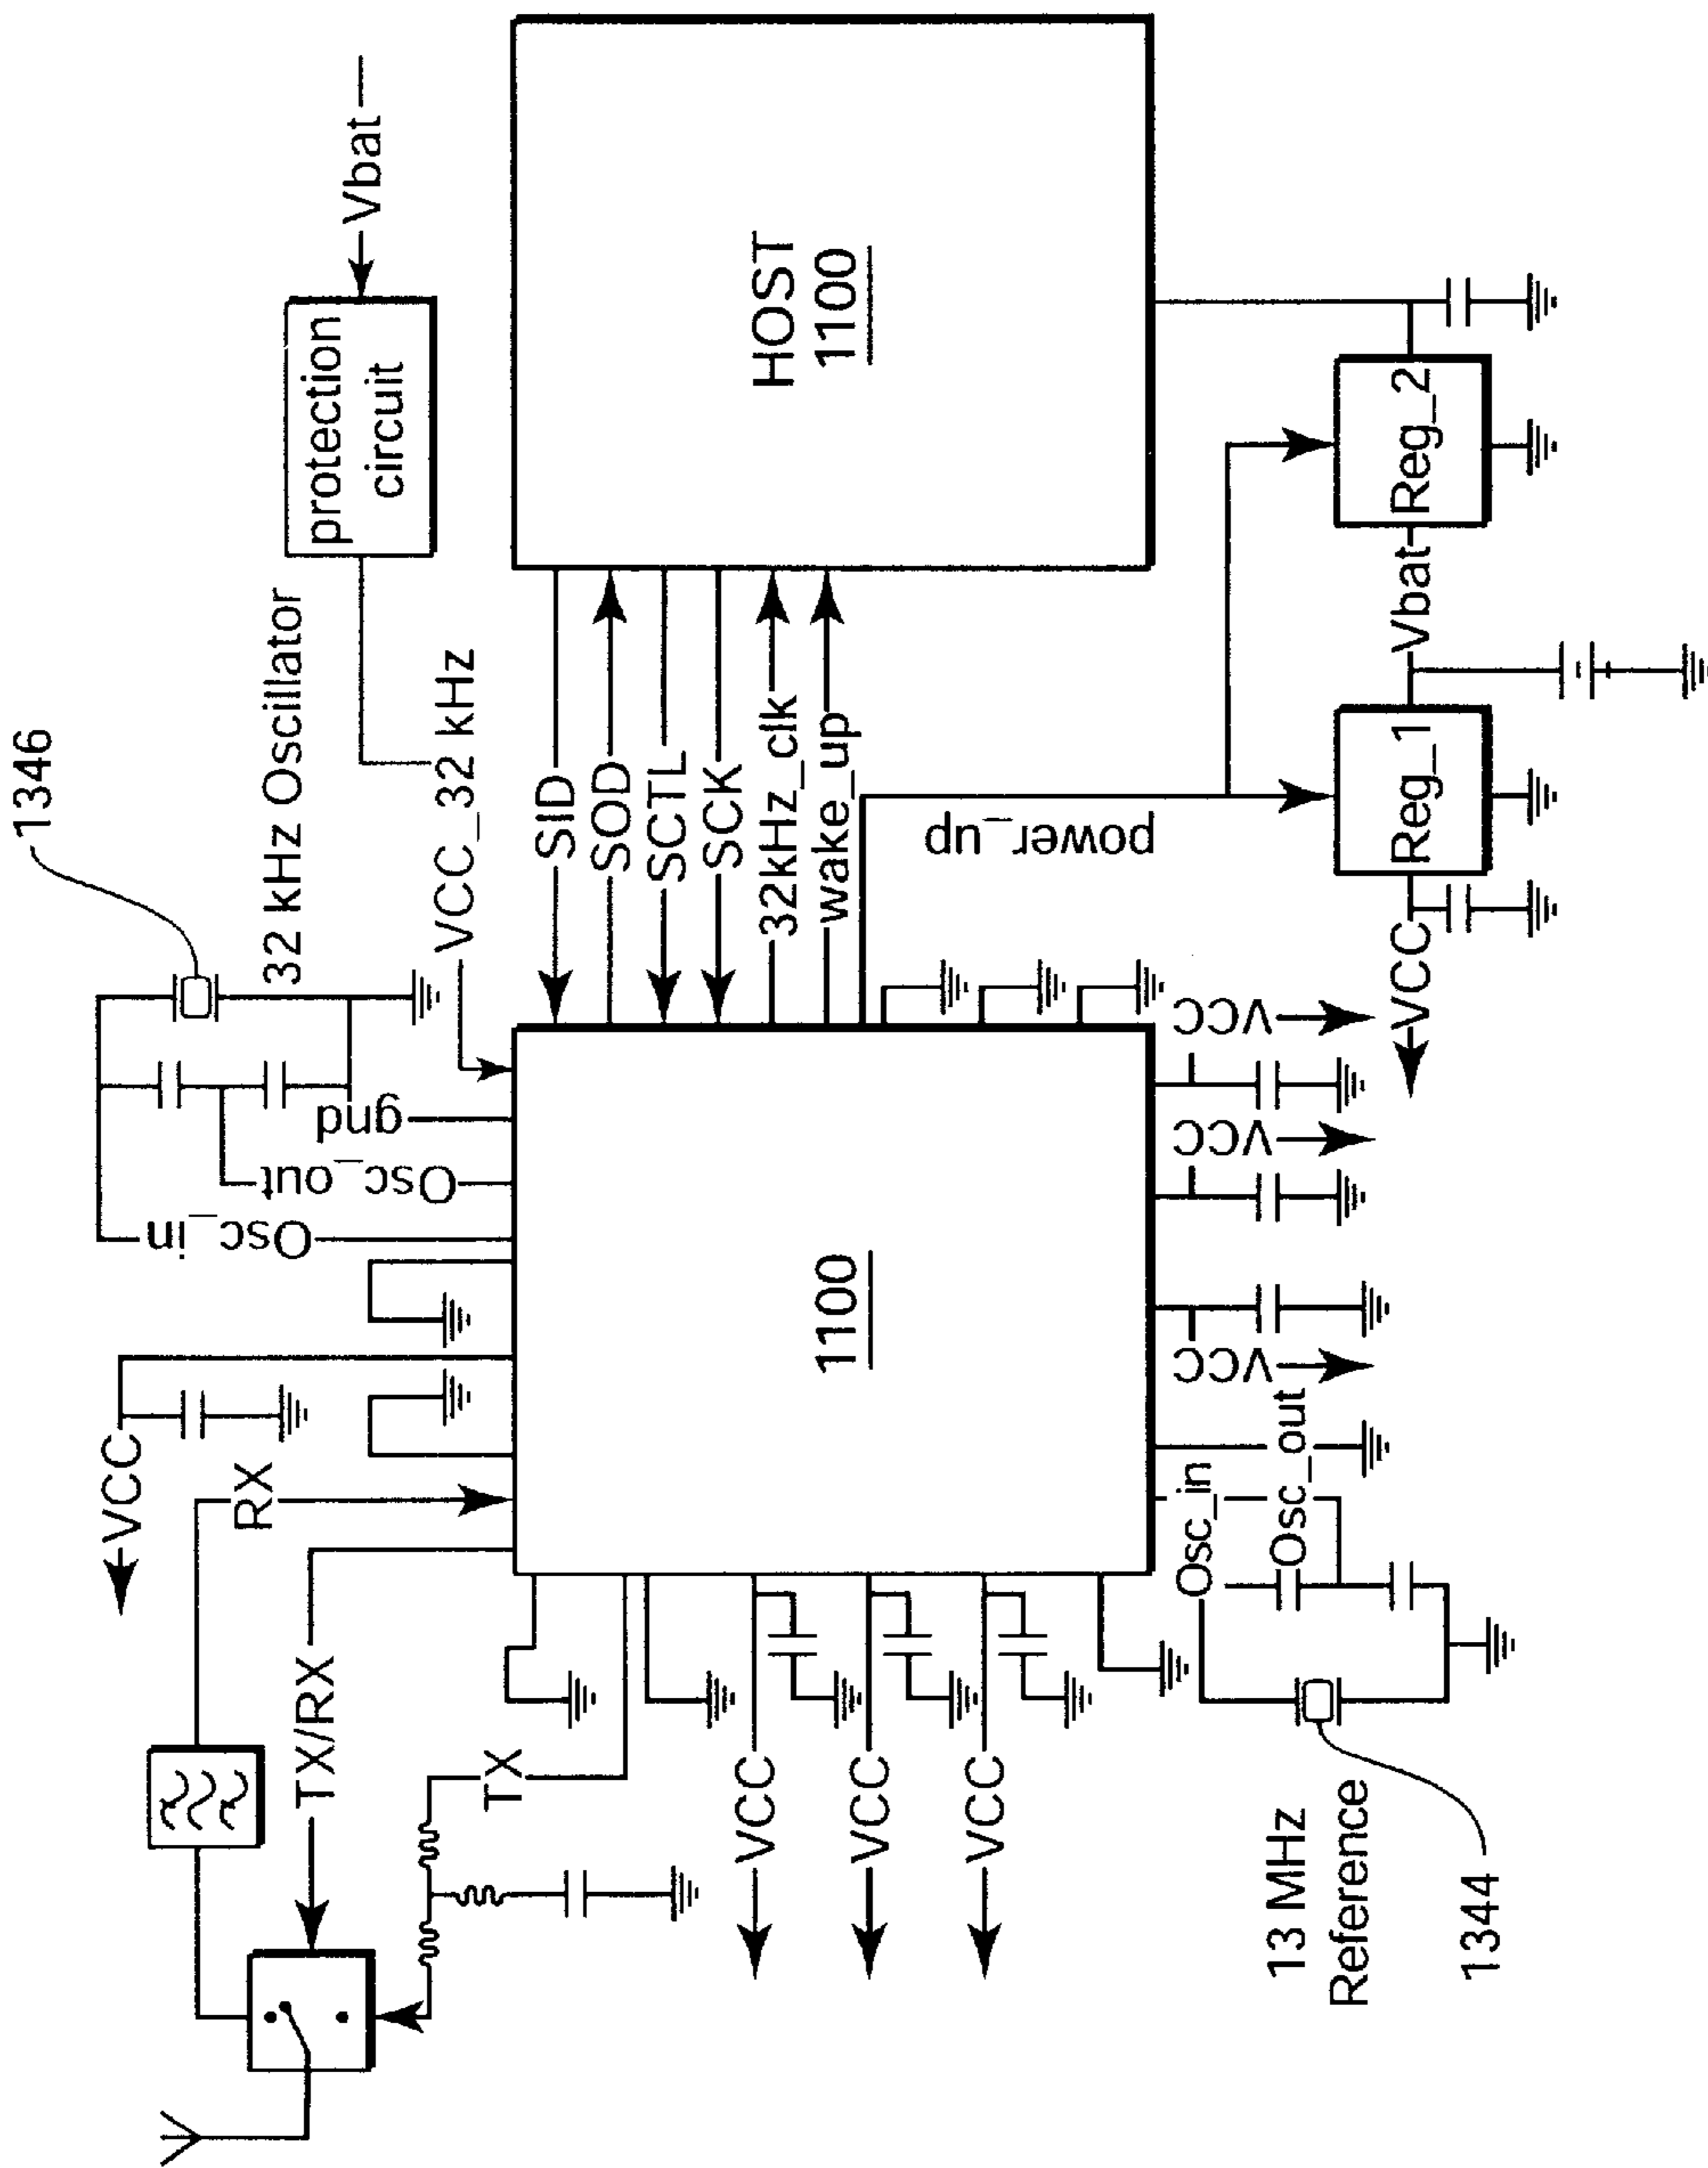 1346
32 kHz Oscillator
protection
circuit
Vbat
VCC_32 kHz
gnd
Osc_out
Osc_in
VCC
RX
TX/RX
TX
SID
SOD
SCTL
SCK
32kHz_clk
wake_up
power_up
HOST
1100
1100
VCC
VCC
VCC
VCC
VCC
VCC
Osc_in
Osc_out
13 MHz
Reference
1344
VCC
Reg_1
Vbat
Reg_2